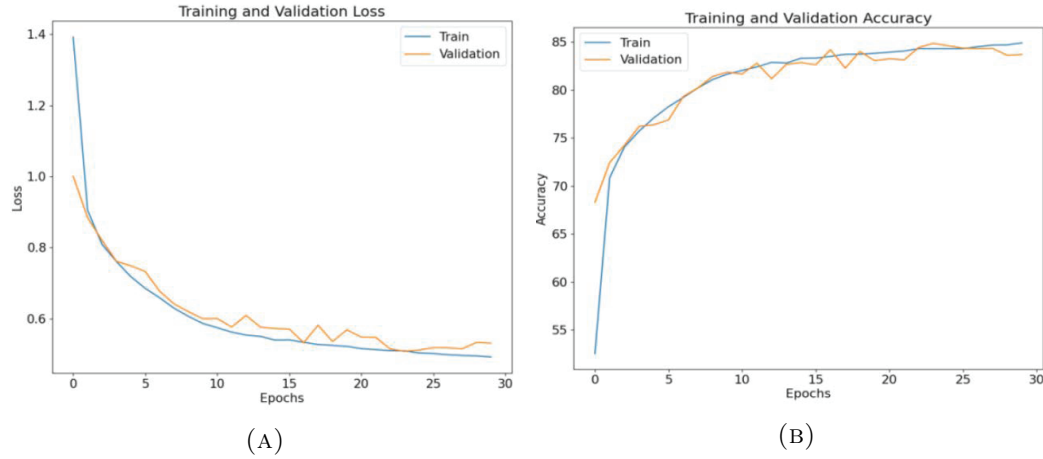 Training and Validation Loss
Train
Validation
1.4
1.2
1.0
0.8
0.6
Loss
0 5 10 15 20 25 30
Epochs
(A)
Training and Validation Accuracy
Train
Validation
85
80
75
70
65
60
55
Accuracy
0 5 10 15 20 25 30
Epochs
(B)